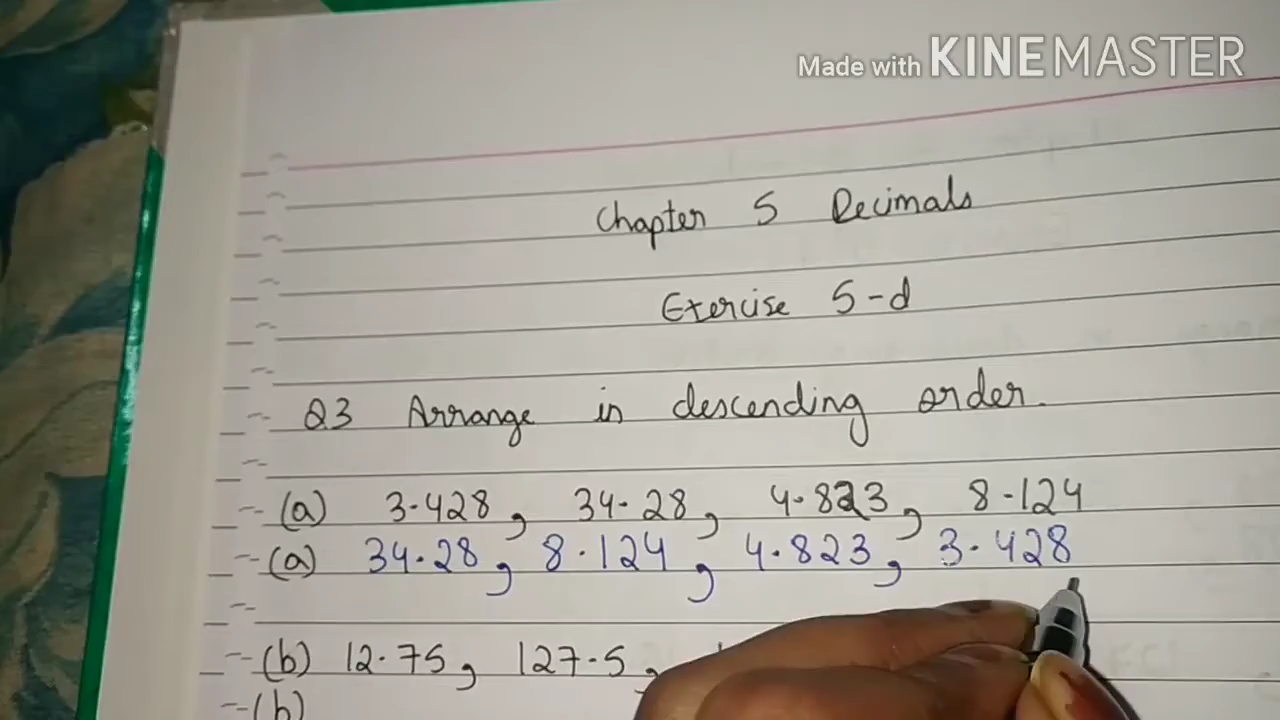 Made with KINEMASTER
Chapter 5 Decimals
Exercise 5-d
Q3 Arrange in descending order.
(a) 3.428, 34.28, 4.823, 8.124
(a) 34.28, 8.124, 4.823, 3.428
(b) 12.75, 127.5,
(b)